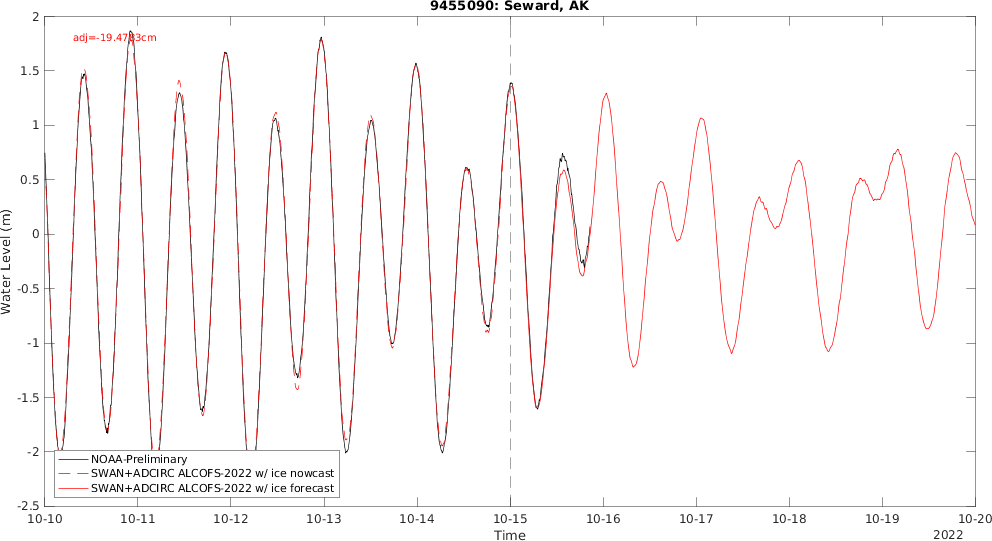 9455090: Seward, AK
adj=-19.4783cm
2
1.5
1
0.5
0
-0.5
-1
-1.5
-2
-2.5
Water Level (m)
NOAA-Preliminary
SWAN+ADCIRC ALCOFS-2022 w/ ice nowcast
SWAN+ADCIRC ALCOFS-2022 w/ ice forecast
10-10 10-11 10-12 10-13 10-14 10-15 10-16 10-17 10-18 10-19 10-20
Time
2022